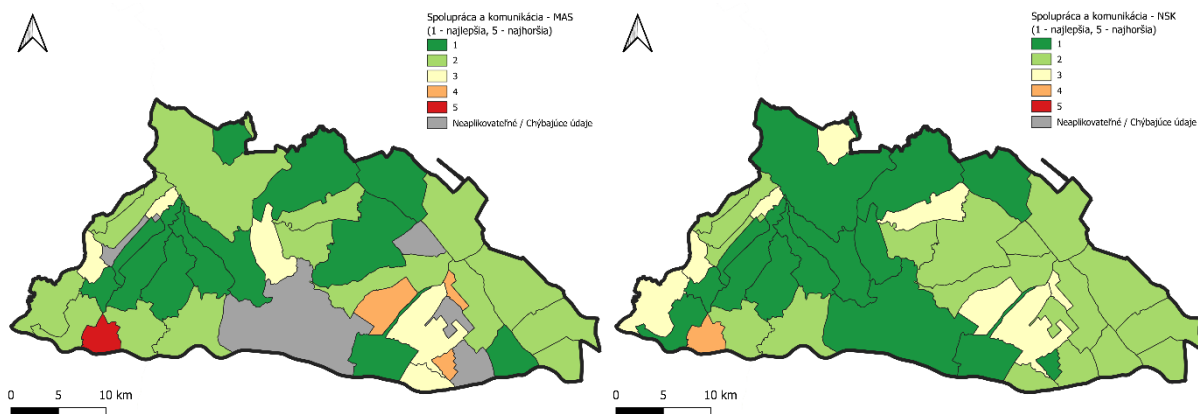 Spolupráca a komunikácia - MAS
(1 - najlepšia, 5 - najhoršia)
1
2
3
4
5
Neaplikovateľné / Chýbajúce údaje
0 5 10 km
Spolupráca a komunikácia - NSK
(1 - najlepšia, 5 - najhoršia)
1
2
3
4
5
Neaplikovateľné / Chýbajúce údaje
0 5 10 km